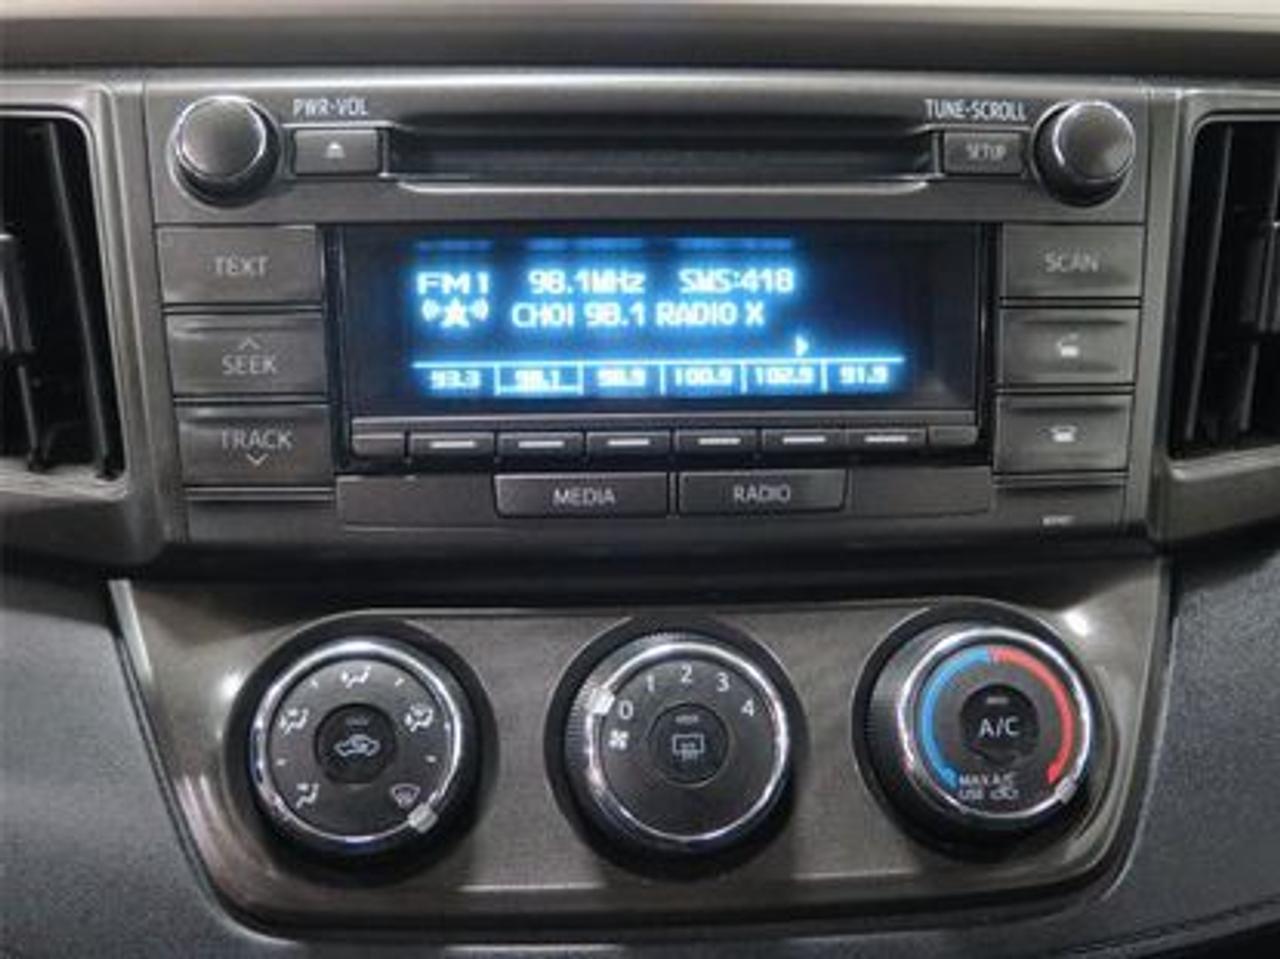 PWR·VOL
TUNE·SCROLL
SETUP
TEXT
SCAN
FM1 98.1MHz SMS:418
CHOI 98.1 RADIO X
SEEK
93.3 98.1 98.9 100.9 102.9 91.9
TRACK
MEDIA
RADIO
0 1 2 3 4
A/C
MAX A/C
USE